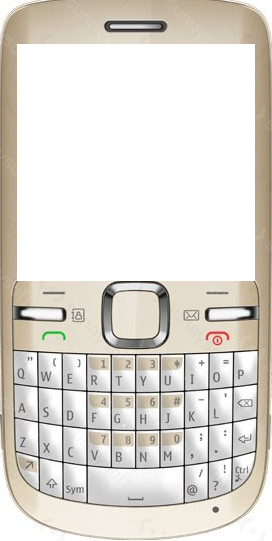 " ( ) 1 2 3 * + =
Q W E R T Y U I O P
4 5 6 # - '
A S D F G H J K L
7 8 9 0 ; :
Z X C V B N M , .
/ ! Ctrl
Sym @ ?